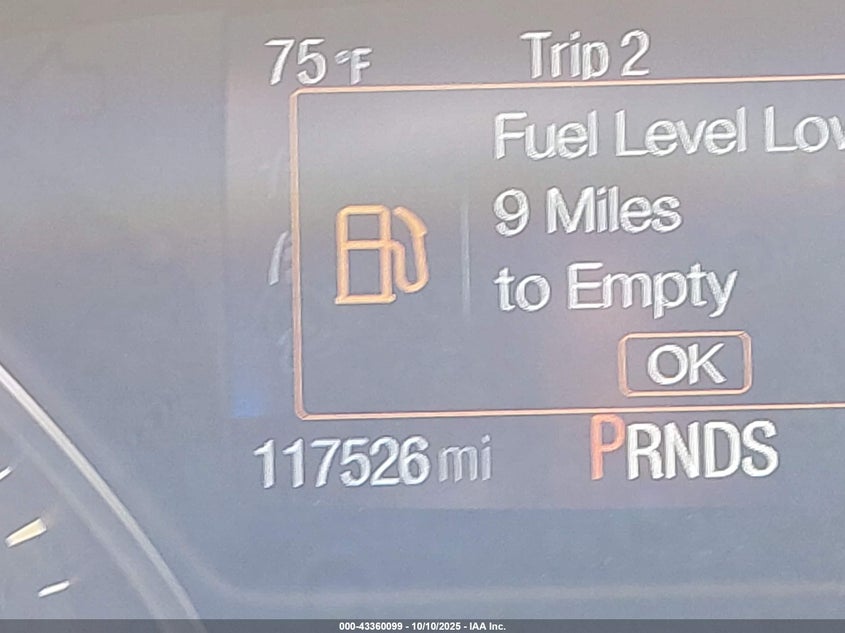 75°F Trip 2
Fuel Level Lo
9 Miles
to Empty
OK
117526 mi PRNDS
000-43360099 - 10/10/2025 - IAA Inc.